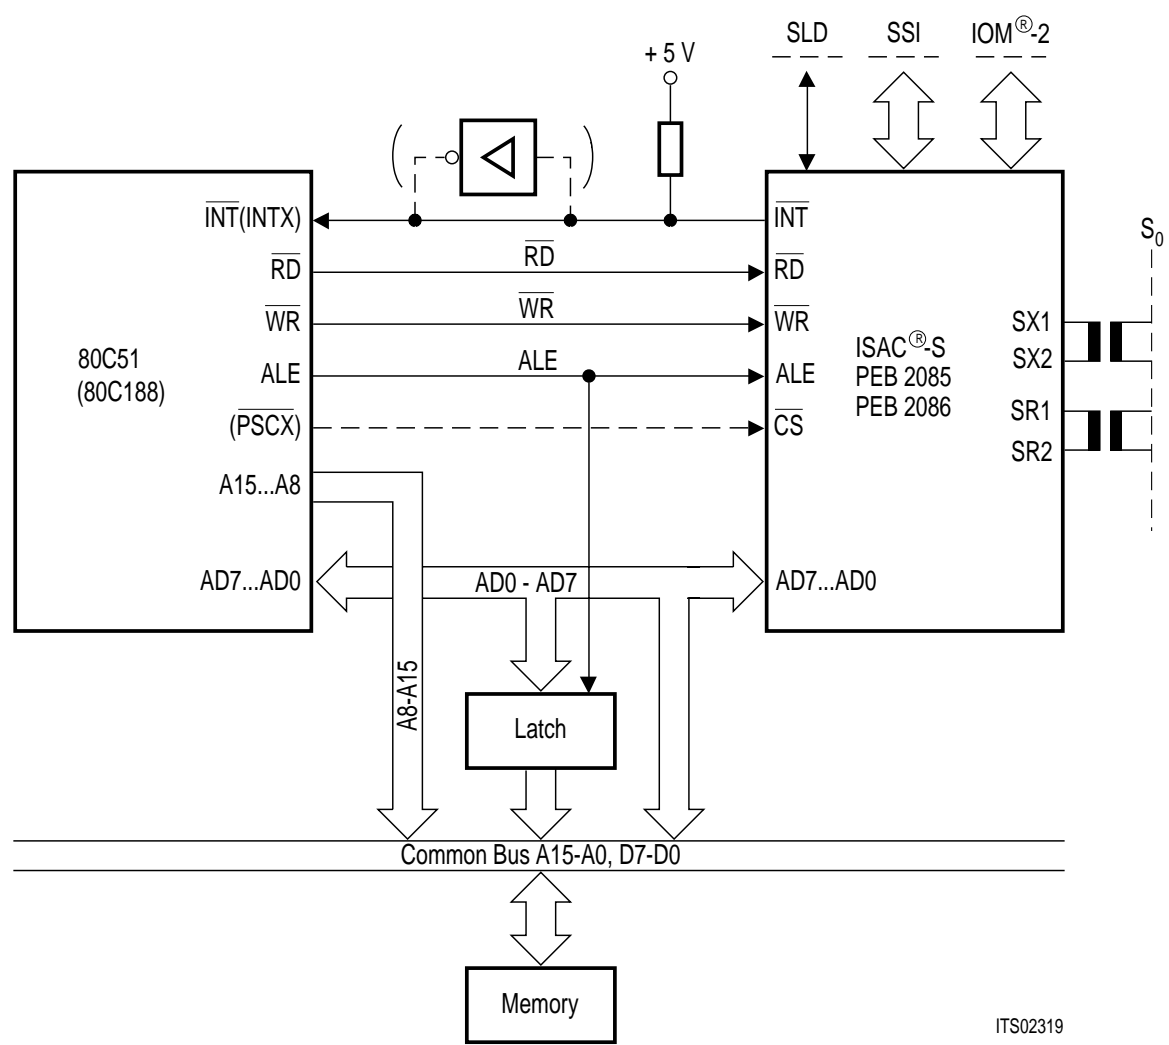 SLD
SSI
IOM®-2
+ 5 V
INT(INTX)
INT
S0
RD
RD
RD
WR
WR
WR
SX1
80C51
(80C188)
ALE
ALE
ALE
ISAC®-S
PEB 2085
PEB 2086
SX2
(PSCX)
CS
SR1
SR2
A15...A8
AD7...AD0
AD0 - AD7
AD7...AD0
A8-A15
Latch
Common Bus A15-A0, D7-D0
Memory
ITS02319